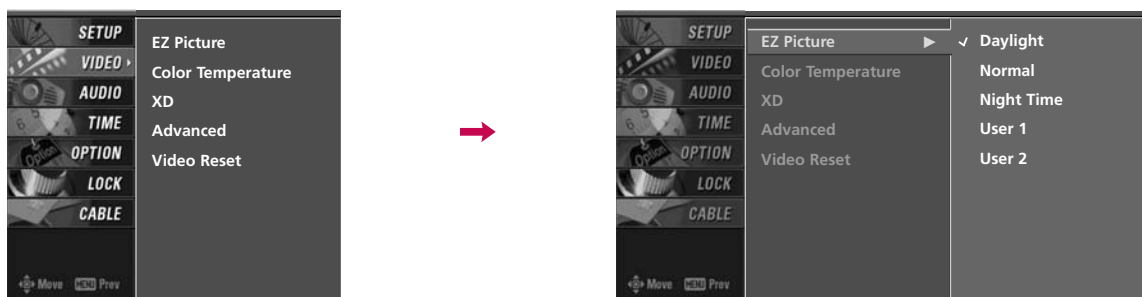 SETUP
VIDEO
AUDIO
TIME
OPTION
LOCK
CABLE
Move MENU Prev
EZ Picture
Color Temperature
XD
Advanced
Video Reset
SETUP
VIDEO
AUDIO
TIME
OPTION
LOCK
CABLE
Move MENU Prev
EZ Picture
Color Temperature
XD
Advanced
Video Reset
Daylight
Normal
Night Time
User 1
User 2